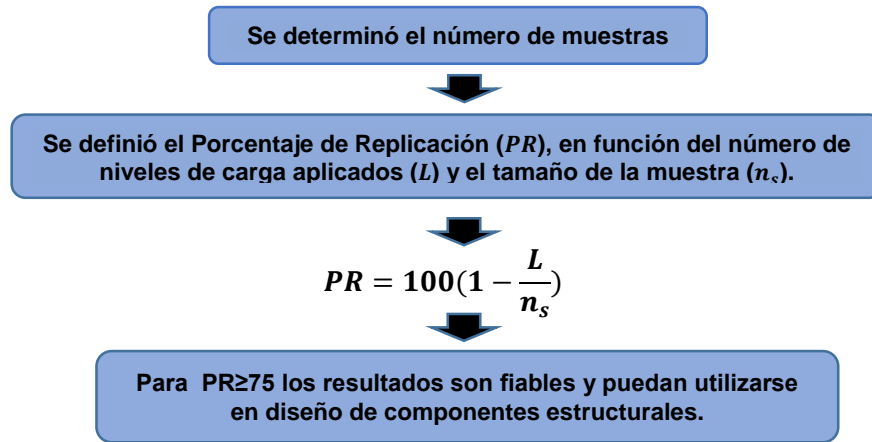 Se determinó el número de muestras
Se definió el Porcentaje de Replicación (PR), en función del número de
niveles de carga aplicados (L) y el tamaño de la muestra (nₛ).
PR = 100(1 − L/nₛ)
Para PR≥75 los resultados son fiables y puedan utilizarse
en diseño de componentes estructurales.